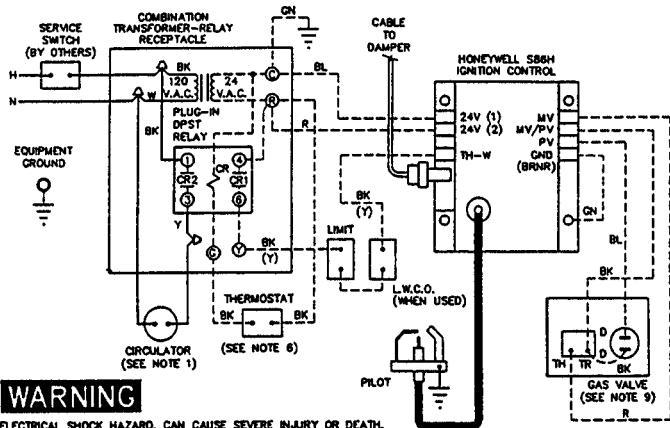 GN
COMBINATION
TRANSFORMER-RELAY
RECEPTACLE
SERVICE
SWITCH
(BY OTHERS)
CABLE
TO
DAMPER
HONEYWELL S86H
IGNITION CONTROL
H
N
BK
W
120
V.A.C.
24
V.A.C.
C
R
BL
R
PLUG-IN
DPST
RELAY
BK
1
4
CR2
CR1
3
6
CR
24V (1)
24V (2)
TH-W
MV
MV/PV
PV
GND
(BRNR)
EQUIPMENT
GROUND
Y
C
Y
BK
(Y)
BK
(Y)
LIMIT
L.W.C.O.
(WHEN USED)
GN
BL
BK
THERMOSTAT
BK
BK
(SEE NOTE 6)
CIRCULATOR
(SEE NOTE 1)
PILOT
D
D
TH
TR
BK
GAS VALVE
(SEE NOTE 9)
R
WARNING
ELECTRICAL SHOCK HAZARD, CAN CAUSE SEVERE INJURY OR DEATH.